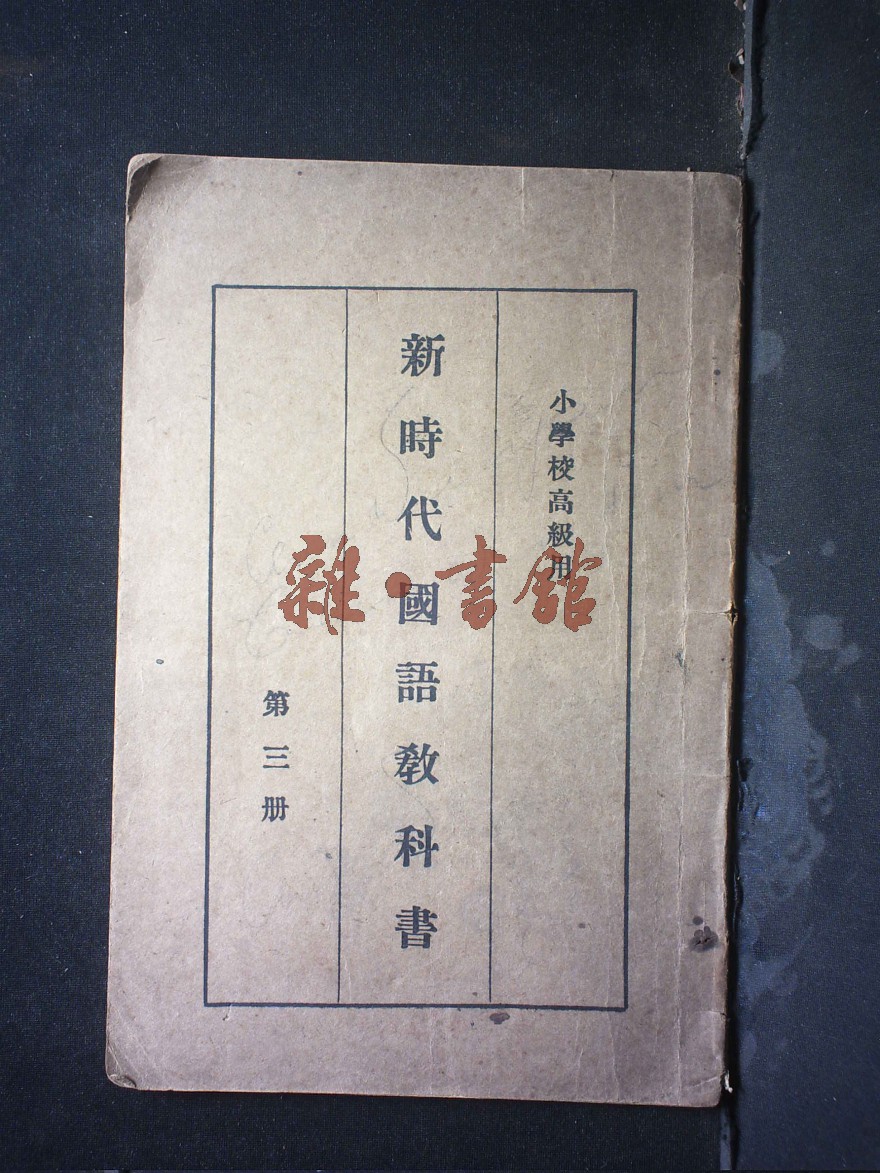 小學校高級用
新時代國語教科書
第三册
雜·書館